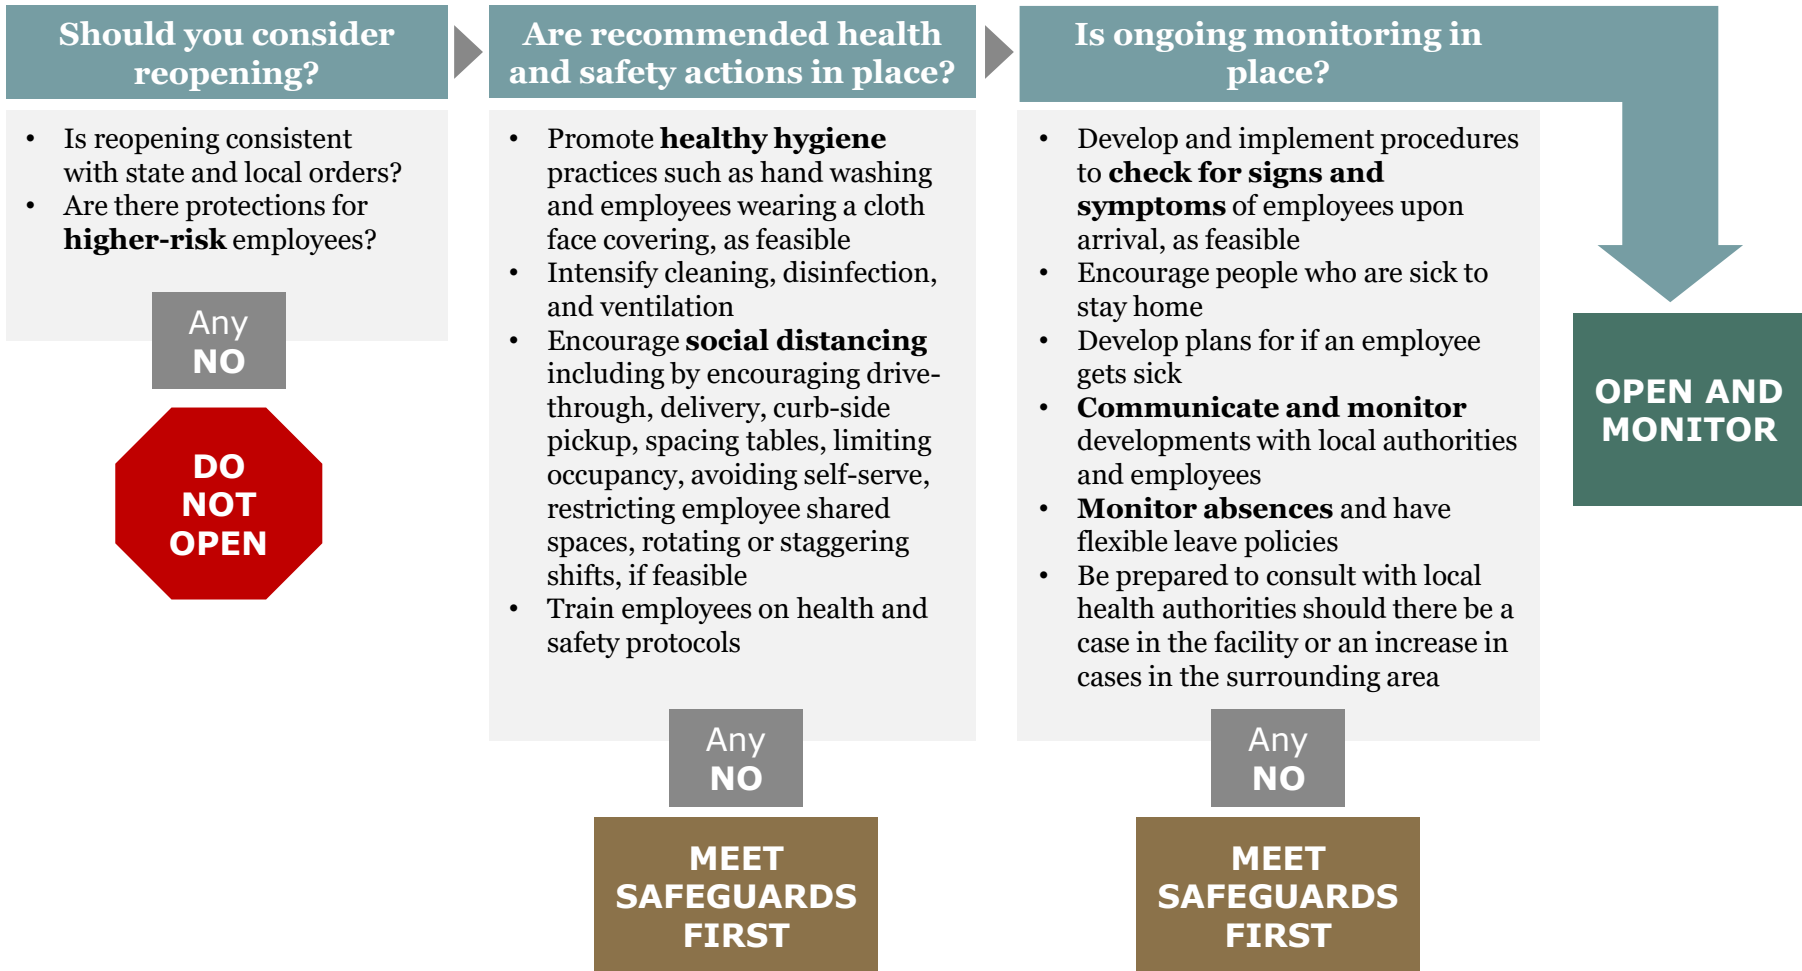 Should you consider
reopening?
• Is reopening consistent
with state and local orders?
• Are there protections for
higher-risk employees?
Any
NO
DO
NOT
OPEN
Are recommended health
and safety actions in place?
• Promote healthy hygiene
practices such as hand washing
and employees wearing a cloth
face covering, as feasible
• Intensify cleaning, disinfection,
and ventilation
• Encourage social distancing
including by encouraging drive-
through, delivery, curb-side
pickup, spacing tables, limiting
occupancy, avoiding self-serve,
restricting employee shared
spaces, rotating or staggering
shifts, if feasible
• Train employees on health and
safety protocols
Any
NO
MEET
SAFEGUARDS
FIRST
Is ongoing monitoring in
place?
• Develop and implement procedures
to check for signs and
symptoms of employees upon
arrival, as feasible
• Encourage people who are sick to
stay home
• Develop plans for if an employee
gets sick
• Communicate and monitor
developments with local authorities
and employees
• Monitor absences and have
flexible leave policies
• Be prepared to consult with local
health authorities should there be a
case in the facility or an increase in
cases in the surrounding area
Any
NO
MEET
SAFEGUARDS
FIRST
OPEN AND
MONITOR